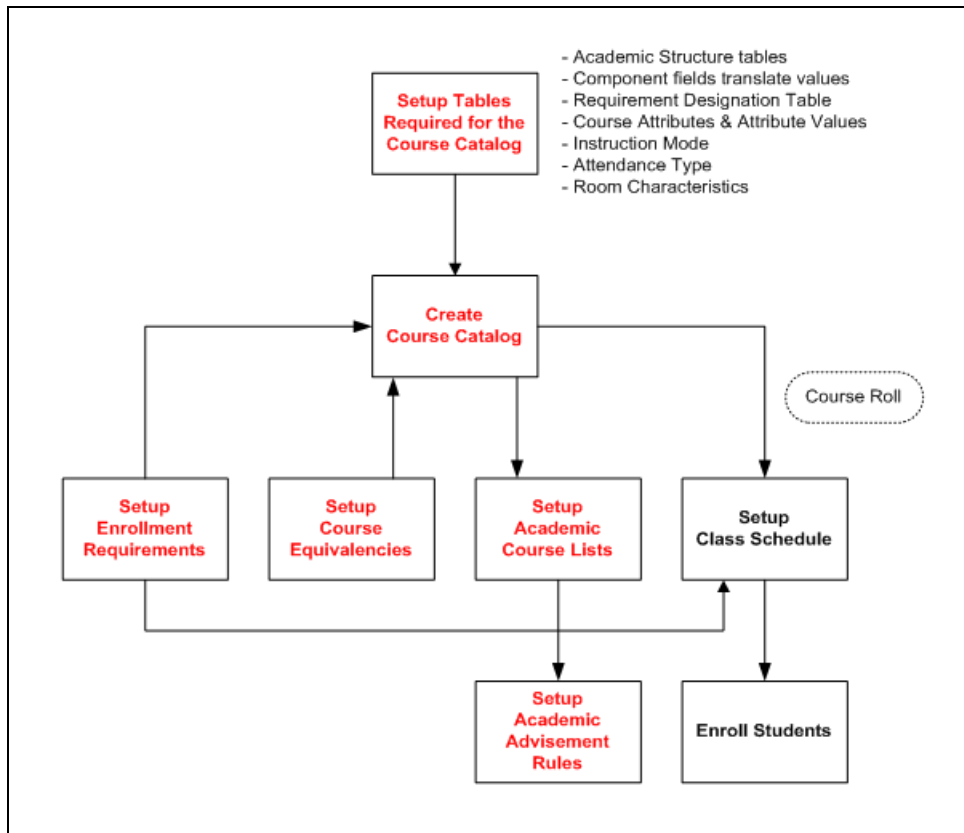 Setup Tables
Required for the
Course Catalog
- Academic Structure tables
- Component fields translate values
- Requirement Designation Table
- Course Attributes & Attribute Values
- Instruction Mode
- Attendance Type
- Room Characteristics
Create
Course Catalog
Course Roll
Setup
Enrollment
Requirements
Setup
Course
Equivalencies
Setup
Academic
Course Lists
Setup
Class Schedule
Setup
Academic
Advisement
Rules
Enroll Students